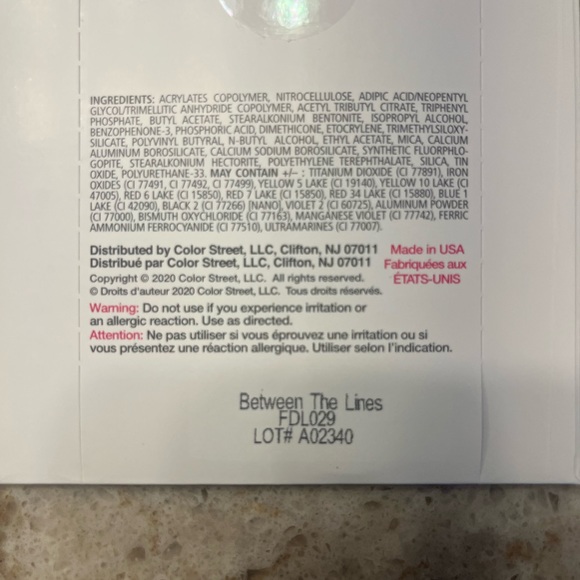 INGREDIENTS: ACRYLATES COPOLYMER, NITROCELLULOSE, ADIPIC ACID/NEOPENTYL
GLYCOL/TRIMELLITIC ANHYDRIDE COPOLYMER, ACETYL TRIBUTYL CITRATE, TRIPHENYL
PHOSPHATE, BUTYL ACETATE, STEARALKONIUM BENTONITE, ISOPROPYL ALCOHOL,
BENZOPHENONE-3, PHOSPHORIC ACID, DIMETHICONE, ETOCRYLENE, TRIMETHYLSILOXY-
SILICATE, POLYVINYL BUTYRAL, N-BUTYL ALCOHOL, ETHYL ACETATE, MICA, CALCIUM
ALUMINUM BOROSILICATE, CALCIUM SODIUM BOROSILICATE, SYNTHETIC FLUORPHLO-
GOPITE, STEARALKONIUM HECTORITE, POLYETHYLENE TEREPHTHALATE, SILICA, TIN
OXIDE, POLYURETHANE-33. MAY CONTAIN +/– : TITANIUM DIOXIDE (CI 77891), IRON
OXIDES (CI 77491, CI 77492, CI 77499), YELLOW 5 LAKE (CI 19140), YELLOW 10 LAKE (CI
47005), RED 6 LAKE (CI 15850), RED 7 LAKE (CI 15850), RED 34 LAKE (CI 15880), BLUE 1
LAKE (CI 42090), BLACK 2 (CI 77266) [NANO], VIOLET 2 (CI 60725), ALUMINUM POWDER
(CI 77000), BISMUTH OXYCHLORIDE (CI 77163), MANGANESE VIOLET (CI 77742), FERRIC
AMMONIUM FERROCYANIDE (CI 77510), ULTRAMARINES (CI 77007).
Distributed by Color Street, LLC, Clifton, NJ 07011 Made in USA
Distribué par Color Street, LLC, Clifton, NJ 07011 Fabriquées aux
Copyright © 2020 Color Street, LLC. All rights reserved. ÉTATS-UNIS
© Droits d'auteur 2020 Color Street, LLC. Tous droits réservés.
Warning: Do not use if you experience irritation or
an allergic reaction. Use as directed.
Attention: Ne pas utiliser si vous éprouvez une irritation ou si
vous présentez une réaction allergique. Utiliser selon l'indication.
Between The Lines
FDL029
LOT# A02340